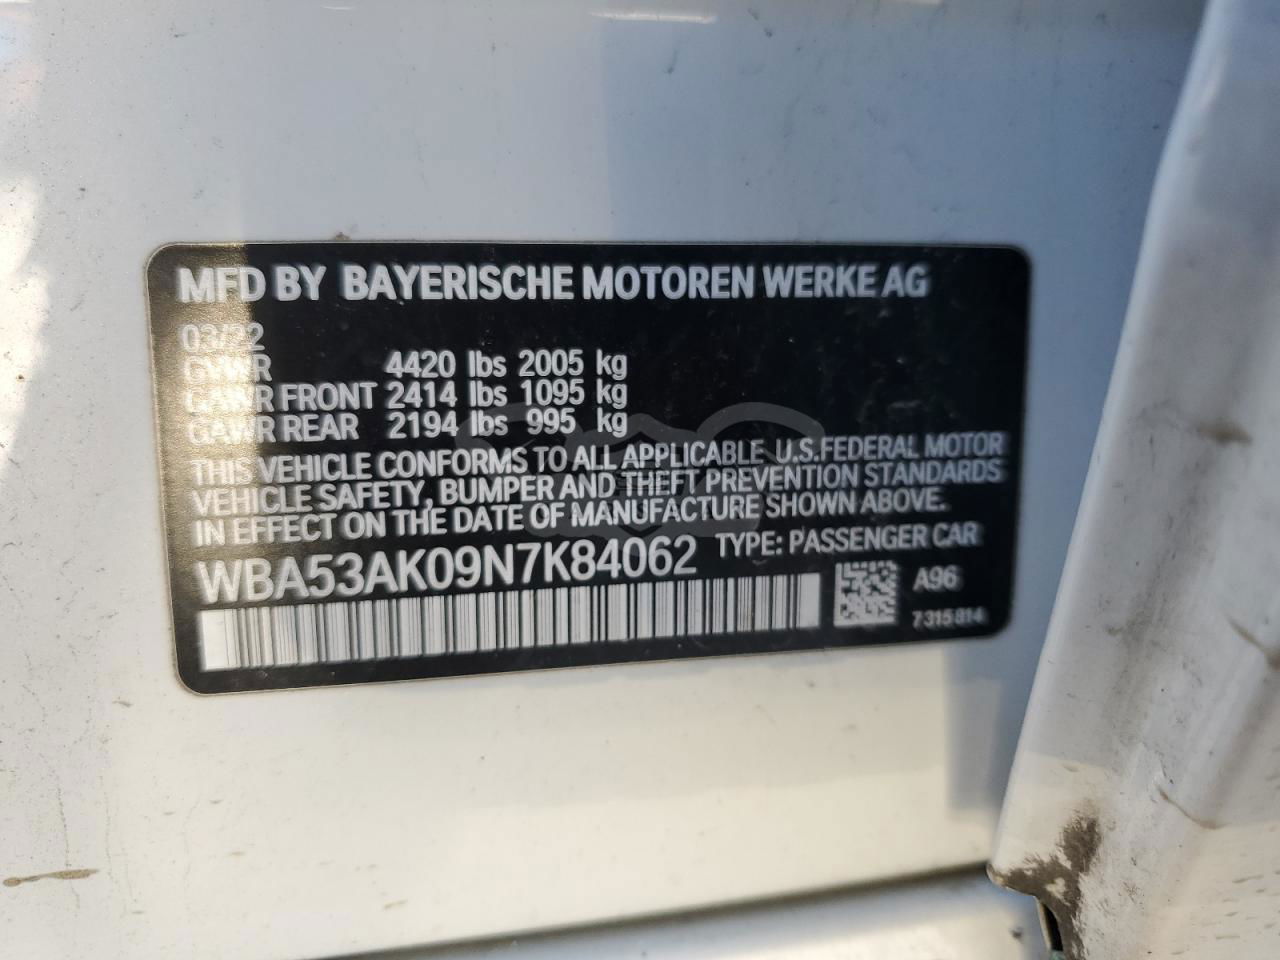 MFD BY BAYERISCHE MOTOREN WERKE AG
03/22
GVWR 4420 lbs 2005 kg
GAWR FRONT 2414 lbs 1095 kg
GAWR REAR 2194 lbs 995 kg
THIS VEHICLE CONFORMS TO ALL APPLICABLE U.S.FEDERAL MOTOR
VEHICLE SAFETY, BUMPER AND THEFT PREVENTION STANDARDS
IN EFFECT ON THE DATE OF MANUFACTURE SHOWN ABOVE.
WBA53AK09N7K84062 TYPE: PASSENGER CAR
A96
7315814